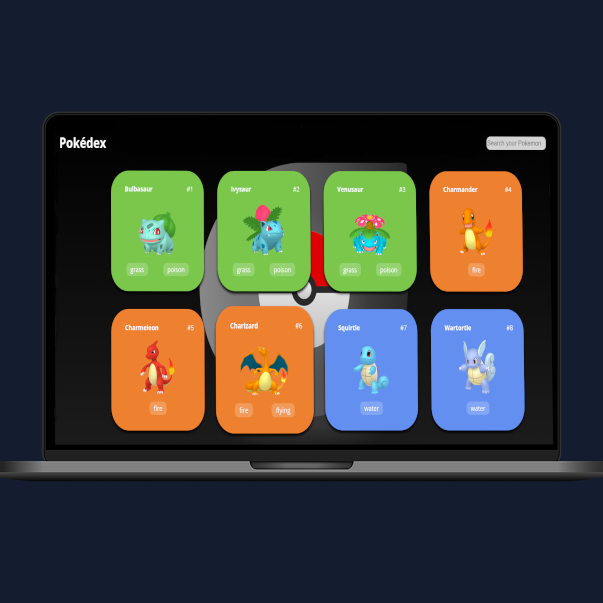 Pokédex
Search your Pokemon
Bulbasaur #1
Ivysaur #2
Venusaur #3
Charmander #4
grass poison
grass poison
grass poison
fire
Charmeleon #5
Charizard #6
Squirtle #7
Wartortle #8
fire
fire flying
water
water